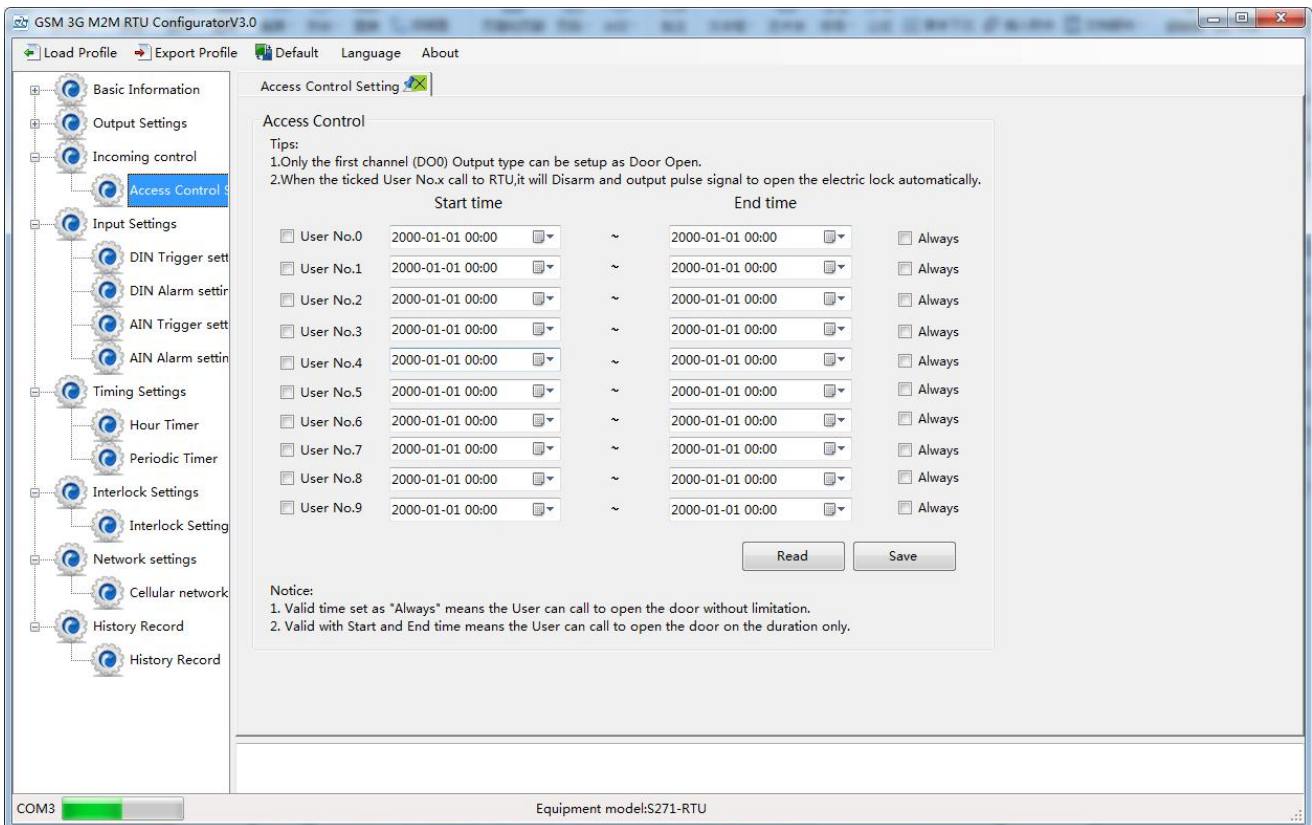 GSM 3G M2M RTU ConfiguratorV3.0
Load Profile Export Profile Default Language About
Basic Information
Output Settings
Incoming control
Access Control S
Input Settings
DIN Trigger sett
DIN Alarm settin
AIN Trigger sett
AIN Alarm settin
Timing Settings
Hour Timer
Periodic Timer
Interlock Settings
Interlock Setting
Network settings
Cellular network
History Record
History Record
Access Control Setting
Access Control
Tips:
1.Only the first channel (DO0) Output type can be setup as Door Open.
2.When the ticked User No.x call to RTU,it will Disarm and output pulse signal to open the electric lock automatically.
Start time End time
User No.0 2000-01-01 00:00 ~ 2000-01-01 00:00 Always
User No.1 2000-01-01 00:00 ~ 2000-01-01 00:00 Always
User No.2 2000-01-01 00:00 ~ 2000-01-01 00:00 Always
User No.3 2000-01-01 00:00 ~ 2000-01-01 00:00 Always
User No.4 2000-01-01 00:00 ~ 2000-01-01 00:00 Always
User No.5 2000-01-01 00:00 ~ 2000-01-01 00:00 Always
User No.6 2000-01-01 00:00 ~ 2000-01-01 00:00 Always
User No.7 2000-01-01 00:00 ~ 2000-01-01 00:00 Always
User No.8 2000-01-01 00:00 ~ 2000-01-01 00:00 Always
User No.9 2000-01-01 00:00 ~ 2000-01-01 00:00 Always
Read Save
Notice:
1. Valid time set as "Always" means the User can call to open the door without limitation.
2. Valid with Start and End time means the User can call to open the door on the duration only.
COM3 Equipment model:S271-RTU